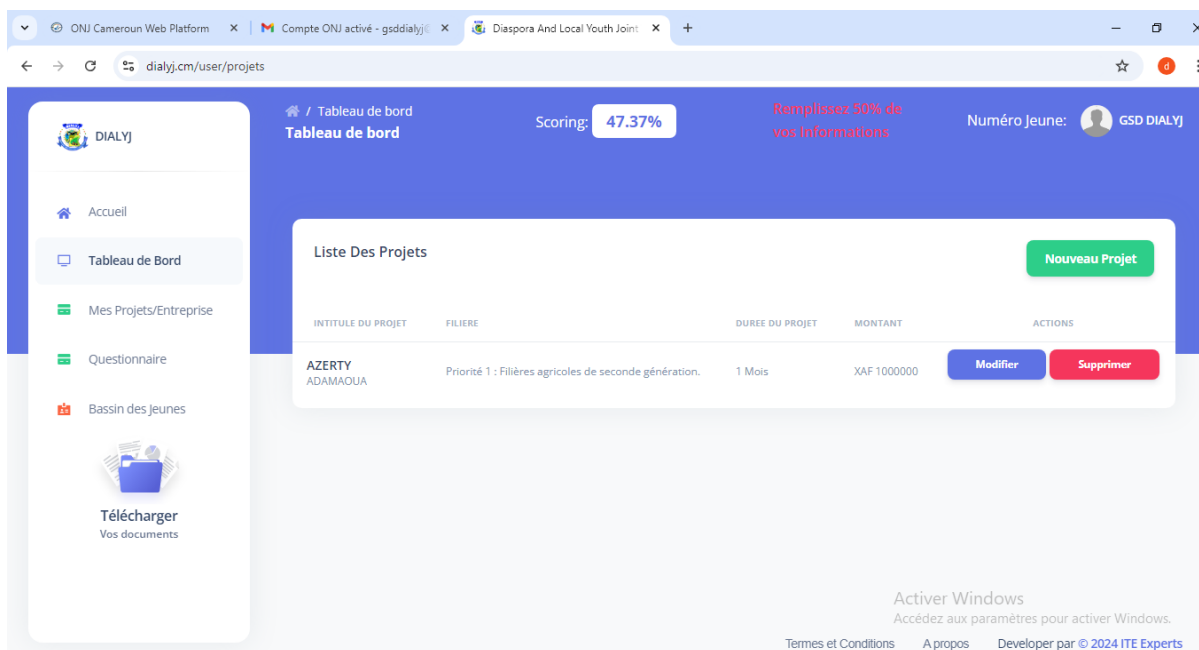 ONJ Cameroun Web Platform
Compte ONJ activé - gsddialyj@
Diaspora And Local Youth Joint
dialyj.cm/user/projets
d
DIALYJ
/ Tableau de bord
Tableau de bord
Scoring: 47.37%
Remplissez 50% de
vos Informations
Numéro Jeune:
GSD DIALYJ
Accueil
Tableau de Bord
Mes Projets/Entreprise
Questionnaire
Bassin des Jeunes
Télécharger
Vos documents
Liste Des Projets
Nouveau Projet
INTITULE DU PROJET FILIERE DUREE DU PROJET MONTANT ACTIONS
AZERTY
ADAMAOUA
Priorité 1 : Filières agricoles de seconde génération. 1 Mois XAF 1000000 Modifier Supprimer
Activer Windows
Accédez aux paramètres pour activer Windows.
Termes et Conditions A propos Developer par © 2024 ITE Experts